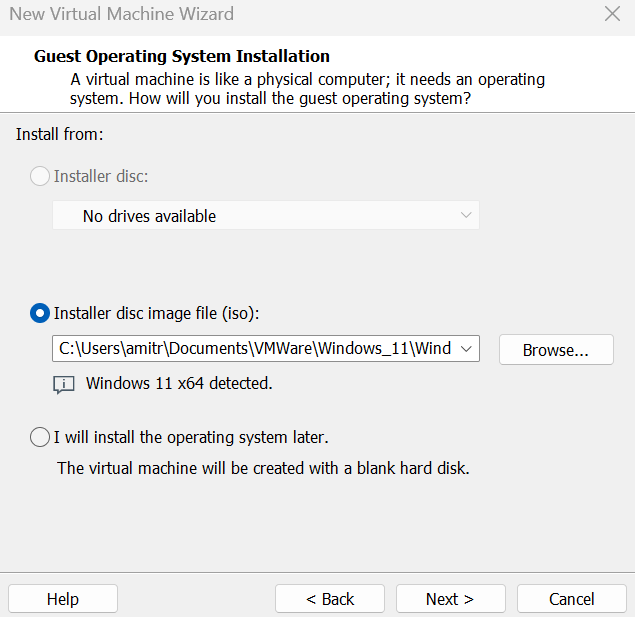 New Virtual Machine Wizard
Guest Operating System Installation
A virtual machine is like a physical computer; it needs an operating
system. How will you install the guest operating system?
Install from:
Installer disc:
No drives available
Installer disc image file (iso):
C:\Users\amitr\Documents\VMWare\Windows_11\Wind
Browse...
Windows 11 x64 detected.
I will install the operating system later.
The virtual machine will be created with a blank hard disk.
Help
< Back
Next >
Cancel